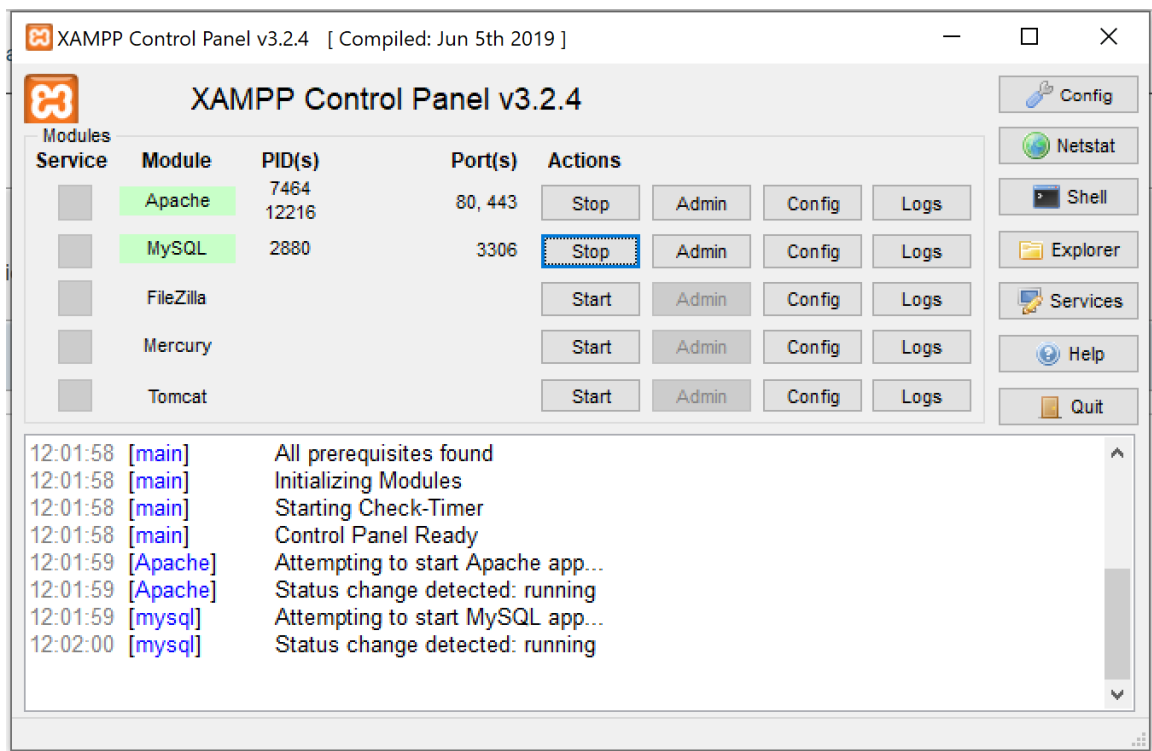 XAMPP Control Panel v3.2.4 [ Compiled: Jun 5th 2019 ]
XAMPP Control Panel v3.2.4
Config
Modules
Service Module PID(s) Port(s) Actions
Netstat
Apache 7464 12216 80, 443 Stop Admin Config Logs
Shell
MySQL 2880 3306 Stop Admin Config Logs
Explorer
FileZilla Start Admin Config Logs
Services
Mercury Start Admin Config Logs
Help
Tomcat Start Admin Config Logs
Quit
12:01:58 [main] All prerequisites found
12:01:58 [main] Initializing Modules
12:01:58 [main] Starting Check-Timer
12:01:58 [main] Control Panel Ready
12:01:59 [Apache] Attempting to start Apache app...
12:01:59 [Apache] Status change detected: running
12:01:59 [mysql] Attempting to start MySQL app...
12:02:00 [mysql] Status change detected: running